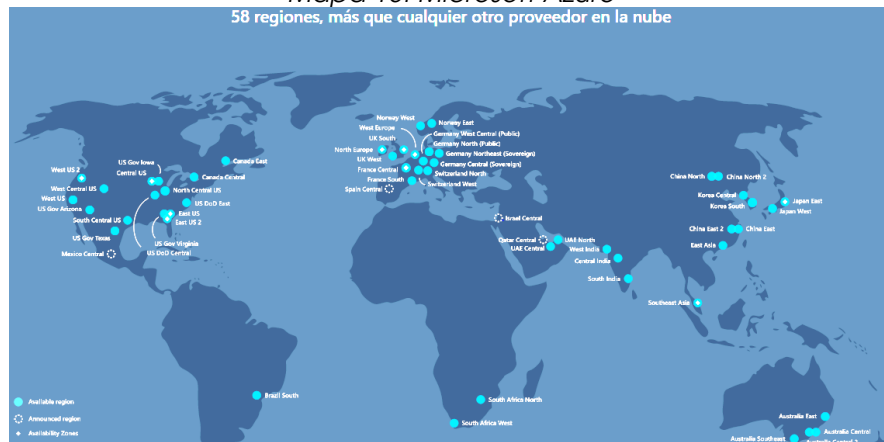 Mapa 10. Microsoft Azure
58 regiones, más que cualquier otro proveedor en la nube
Norway West
Norway East
West Europe
Germany West Central (Public)
UK South
Germany North (Public)
North Europe
Germany Northeast (Sovereign)
UK West
Germany Central (Sovereign)
France Central
Switzerland North
France South
Switzerland West
Spain Central
US Gov Iowa
Canada East
West US 2
Central US
Canada Central
West Central US
North Central US
West US
US DoD East
US Gov Arizona
East US
South Central US
East US 2
US Gov Texas
US Gov Virginia
Mexico Central
US DoD Central
China North
China North 2
Korea Central
Japan East
Korea South
Japan West
Israel Central
Qatar Central
UAE North
China East 2
China East
UAE Central
West India
East Asia
Central India
South India
Southeast Asia
Brazil South
South Africa North
South Africa West
Australia East
Australia Central
Australia Southeast
Australia Central 2
Available region
Announced region
Availability Zones